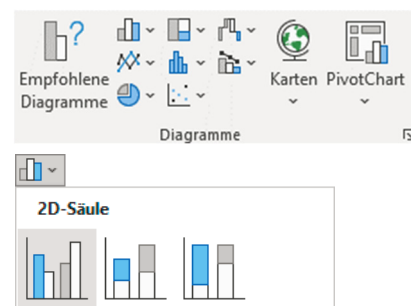 Empfohlene
Diagramme
Karten
PivotChart
Diagramme
2D-Säule